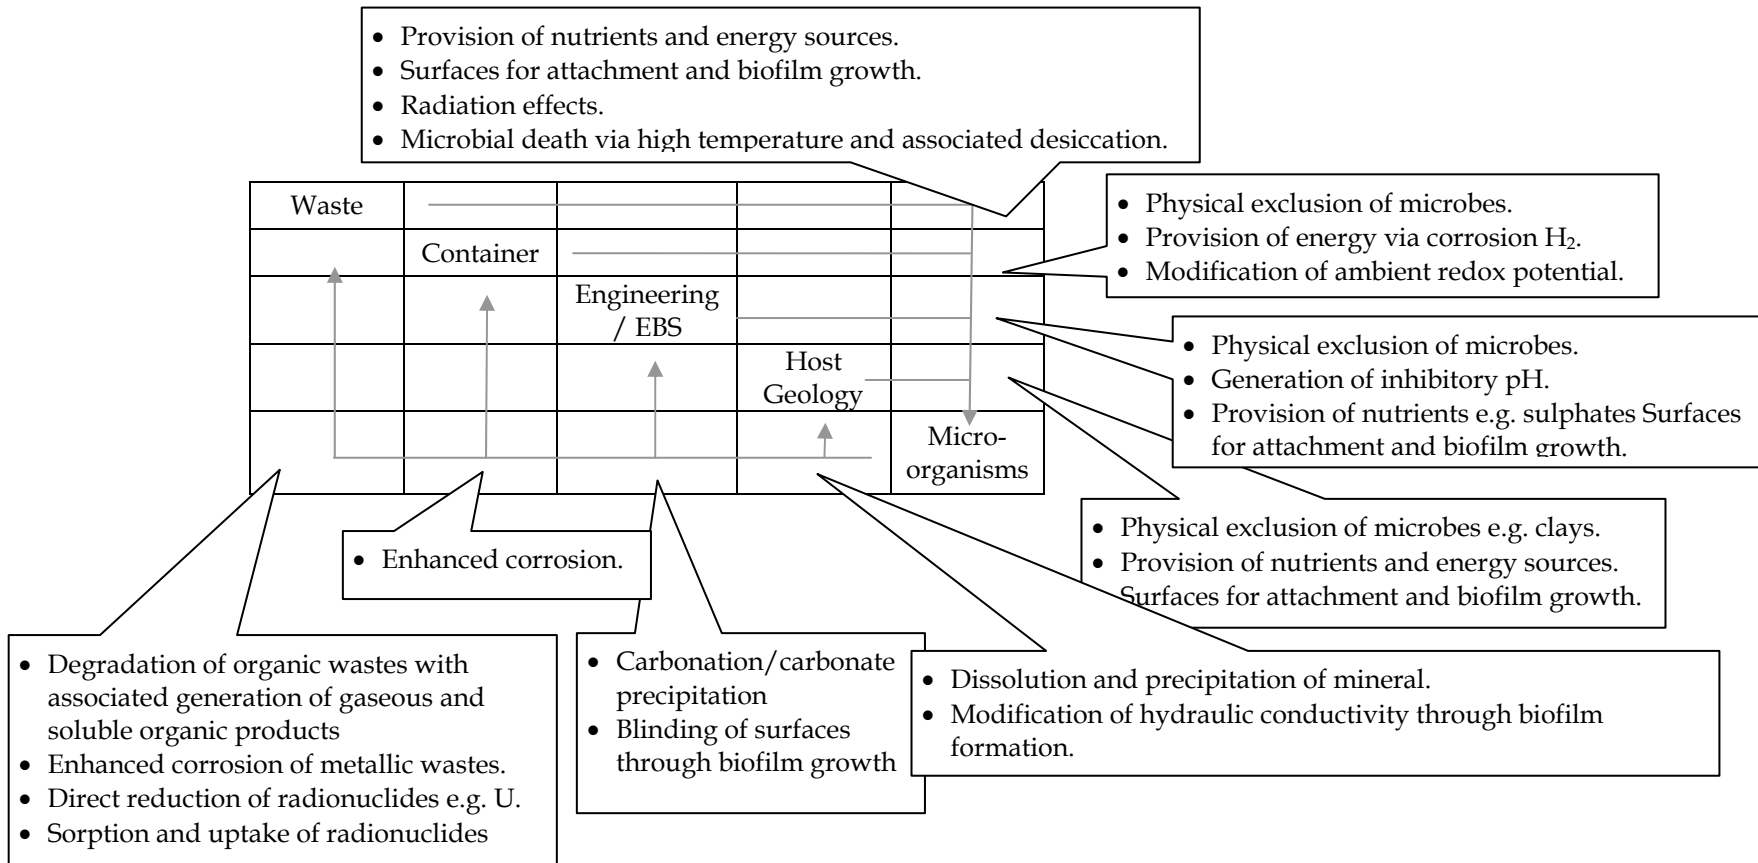 • Provision of nutrients and energy sources.
• Surfaces for attachment and biofilm growth.
• Radiation effects.
• Microbial death via high temperature and associated desiccation.
Waste
Container
Engineering
/ EBS
Host
Geology
Micro-
organisms
• Physical exclusion of microbes.
• Provision of energy via corrosion H₂.
• Modification of ambient redox potential.
• Physical exclusion of microbes.
• Generation of inhibitory pH.
• Provision of nutrients e.g. sulphates Surfaces
for attachment and biofilm growth.
• Physical exclusion of microbes e.g. clays.
• Provision of nutrients and energy sources.
Surfaces for attachment and biofilm growth.
• Enhanced corrosion.
• Degradation of organic wastes with
associated generation of gaseous and
soluble organic products
• Enhanced corrosion of metallic wastes.
• Direct reduction of radionuclides e.g. U.
• Sorption and uptake of radionuclides
• Carbonation/carbonate
precipitation
• Blinding of surfaces
through biofilm growth
• Dissolution and precipitation of mineral.
• Modification of hydraulic conductivity through biofilm
formation.